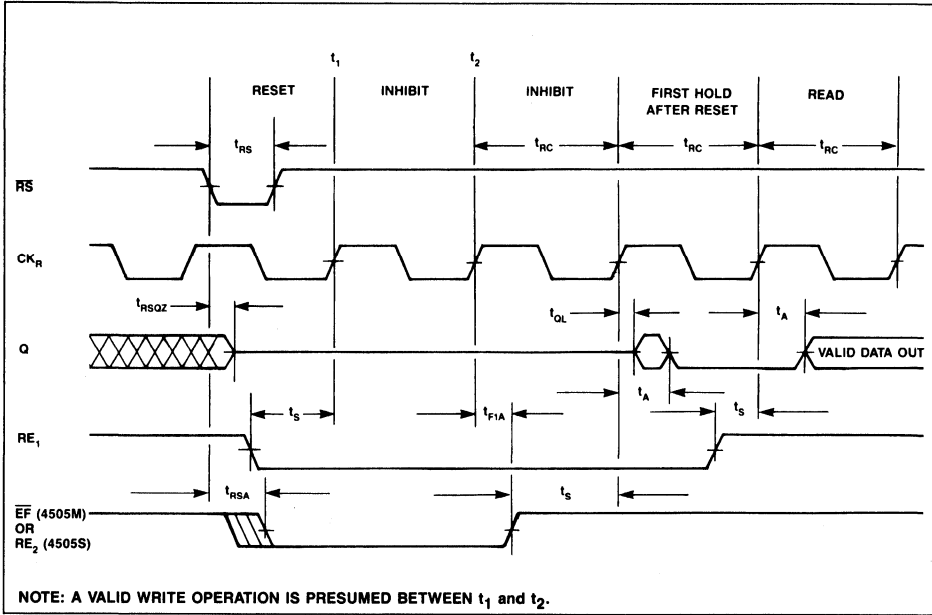 t1
t2
RESET
INHIBIT
INHIBIT
FIRST HOLD
AFTER RESET
READ
tRS
tRC
tRC
tRC
RS
CKR
tRSQZ
tQL
tA
Q
VALID DATA OUT
tS
tF1A
tA
tS
RE1
tRSA
tS
EF (4505M)
OR
RE2 (4505S)
NOTE: A VALID WRITE OPERATION IS PRESUMED BETWEEN t1 and t2.